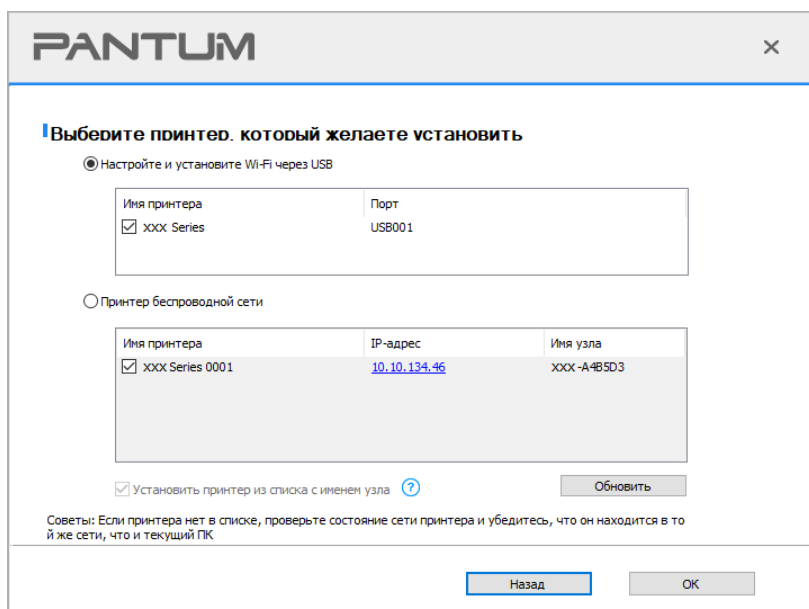 PANTUM
Выберите принтер, который желаете установить
Настройте и установите Wi-Fi через USB
Имя принтера Порт
XXX Series USB001
Принтер беспроводной сети
Имя принтера IP-адрес Имя узла
XXX Series 0001 10.10.134.46 XXX-A4B5D3
Установить принтер из списка с именем узла ? Обновить
Советы: Если принтера нет в списке, проверьте состояние сети принтера и убедитесь, что он находится в то
й же сети, что и текущий ПК
Назад OK